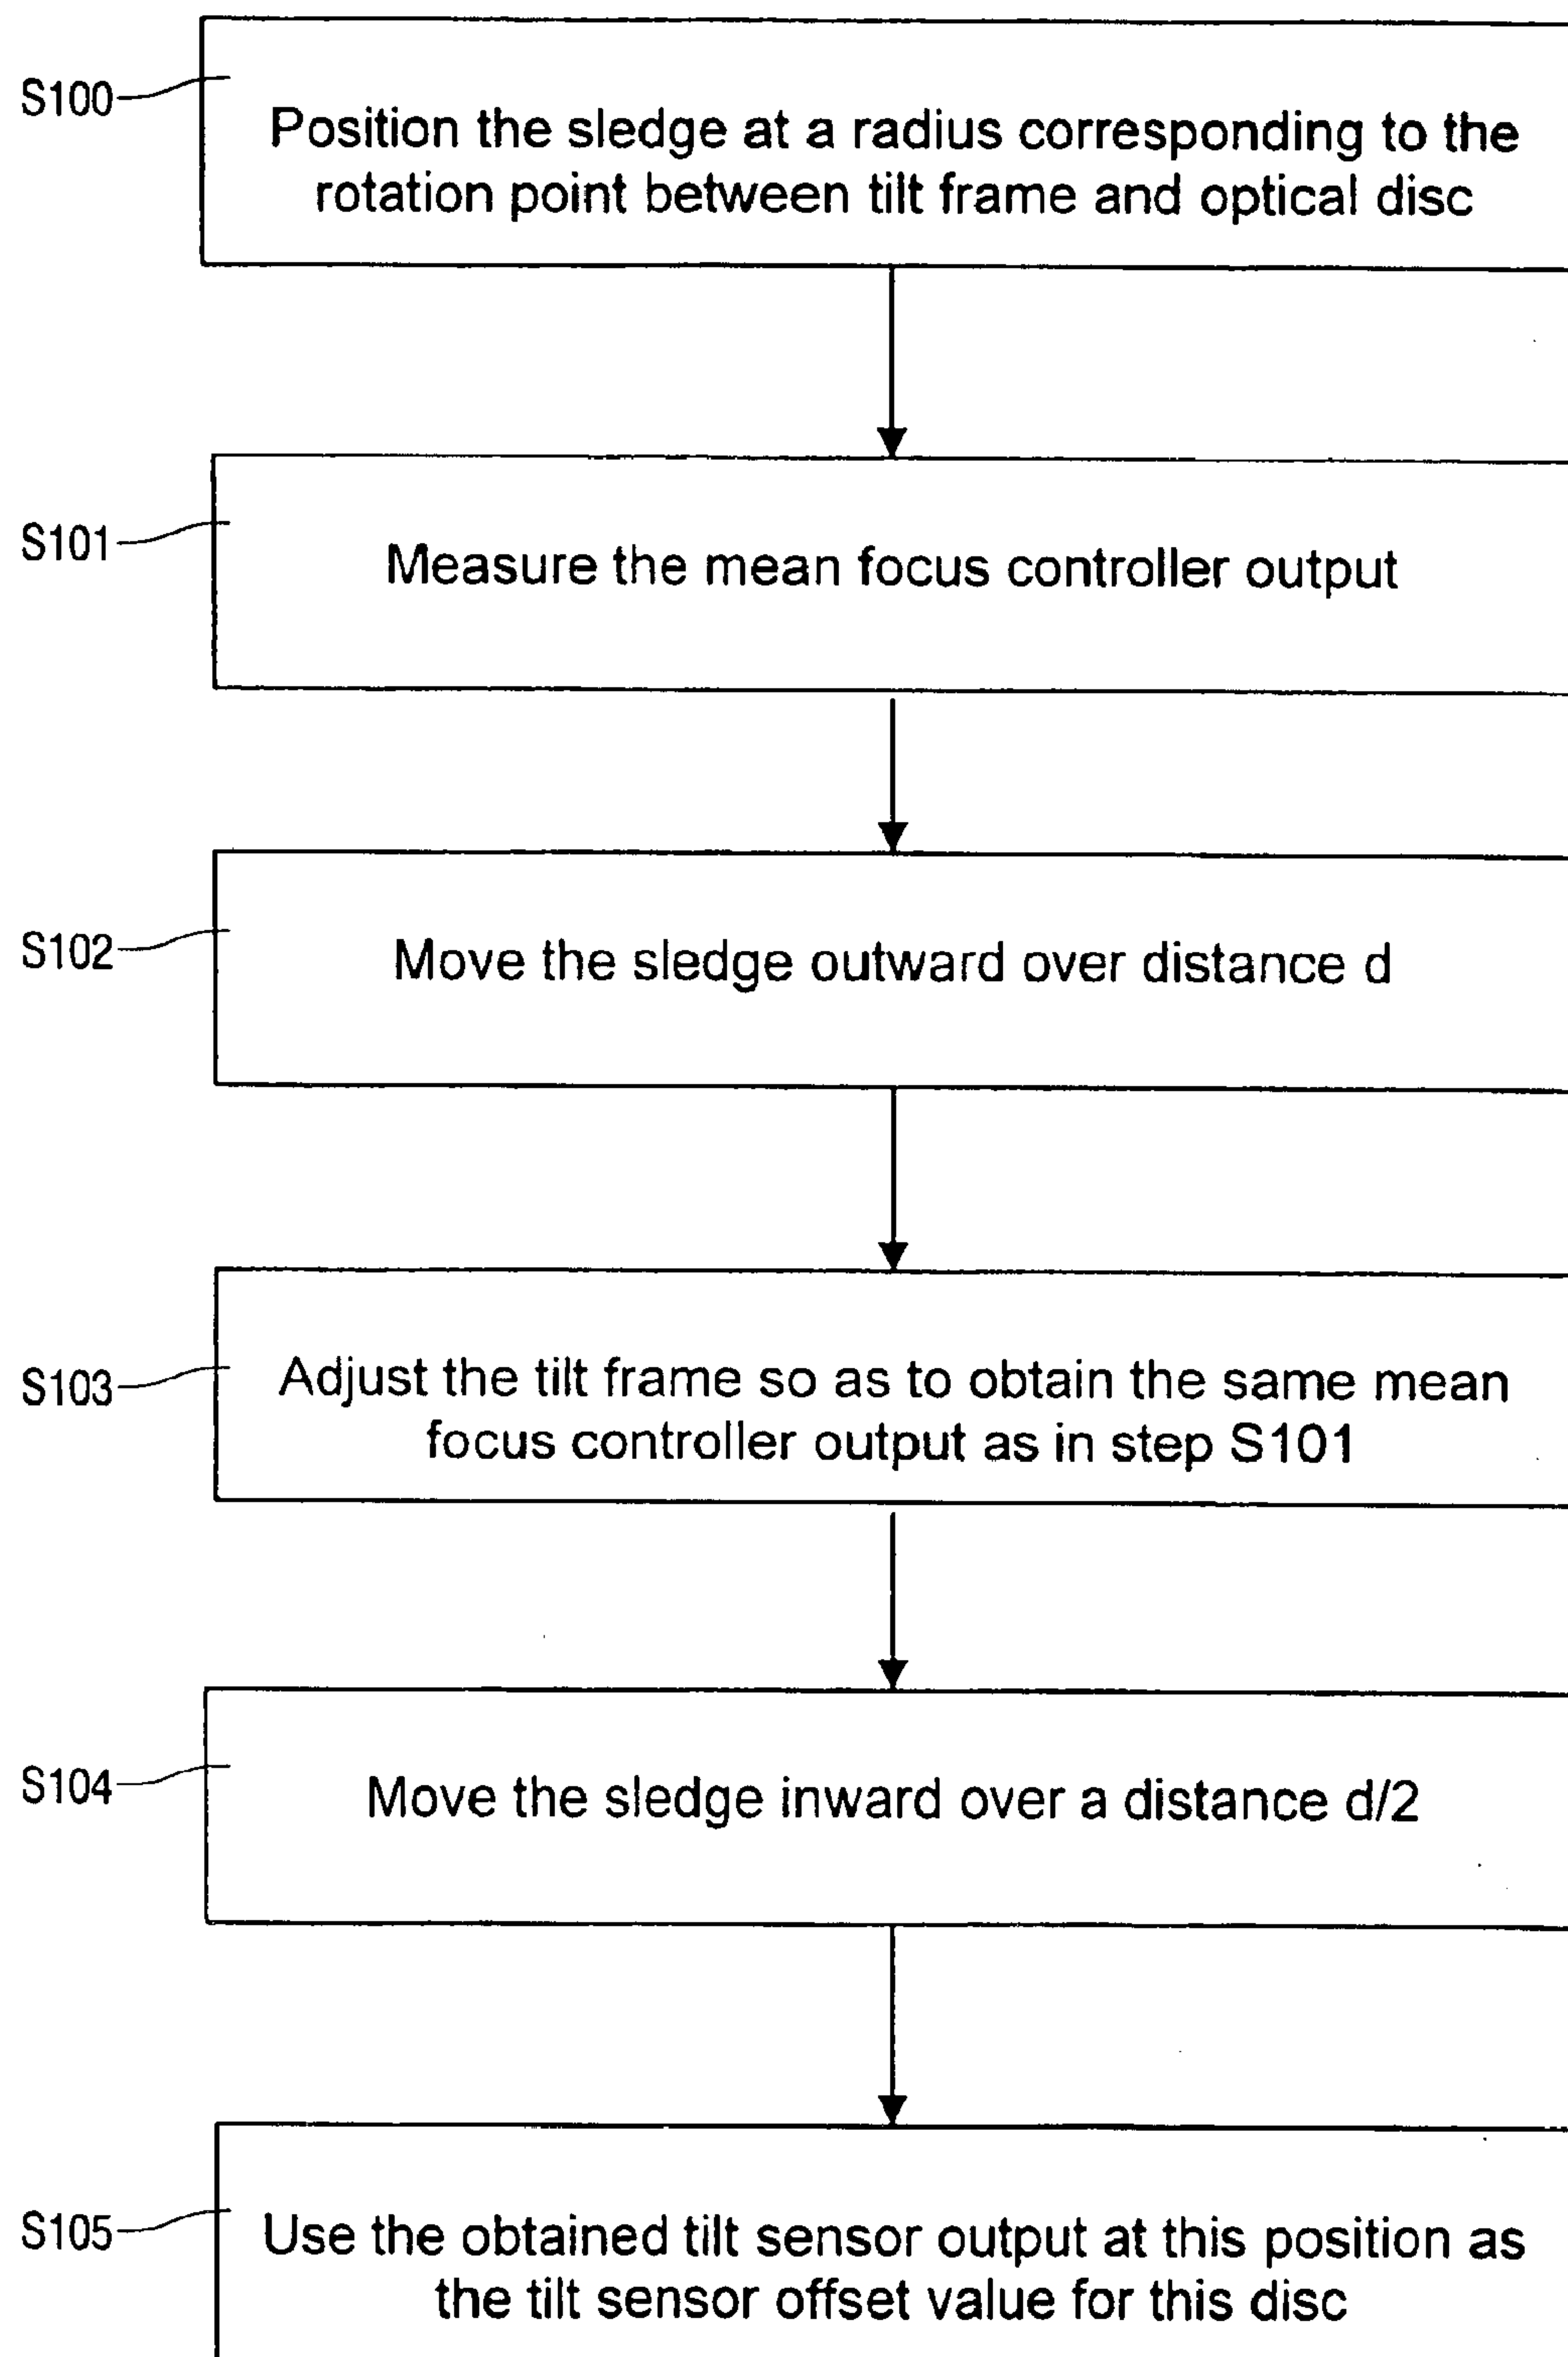 S100
Position the sledge at a radius corresponding to the
rotation point between tilt frame and optical disc
S101
Measure the mean focus controller output
S102
Move the sledge outward over distance d
S103
Adjust the tilt frame so as to obtain the same mean
focus controller output as in step S101
S104
Move the sledge inward over a distance d/2
S105
Use the obtained tilt sensor output at this position as
the tilt sensor offset value for this disc